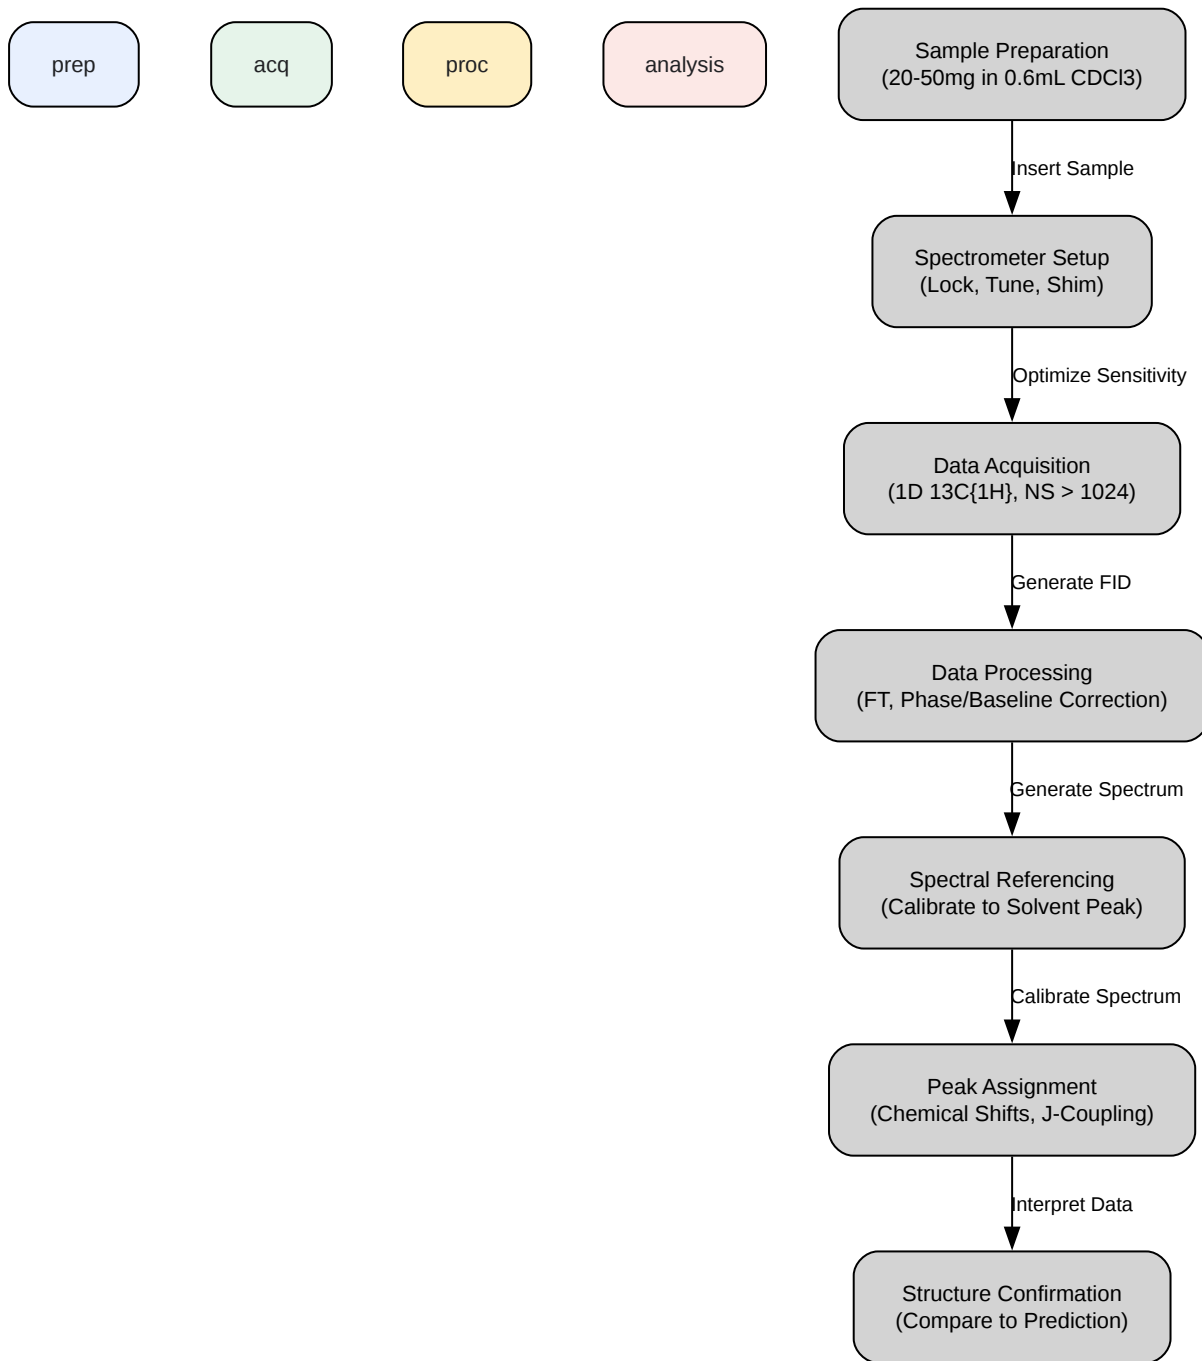 prep
acq
proc
analysis
Sample Preparation
(20-50mg in 0.6mL CDCl3)
Insert Sample
Spectrometer Setup
(Lock, Tune, Shim)
Optimize Sensitivity
Data Acquisition
(1D 13C{1H}, NS > 1024)
Generate FID
Data Processing
(FT, Phase/Baseline Correction)
Generate Spectrum
Spectral Referencing
(Calibrate to Solvent Peak)
Calibrate Spectrum
Peak Assignment
(Chemical Shifts, J-Coupling)
Interpret Data
Structure Confirmation
(Compare to Prediction)